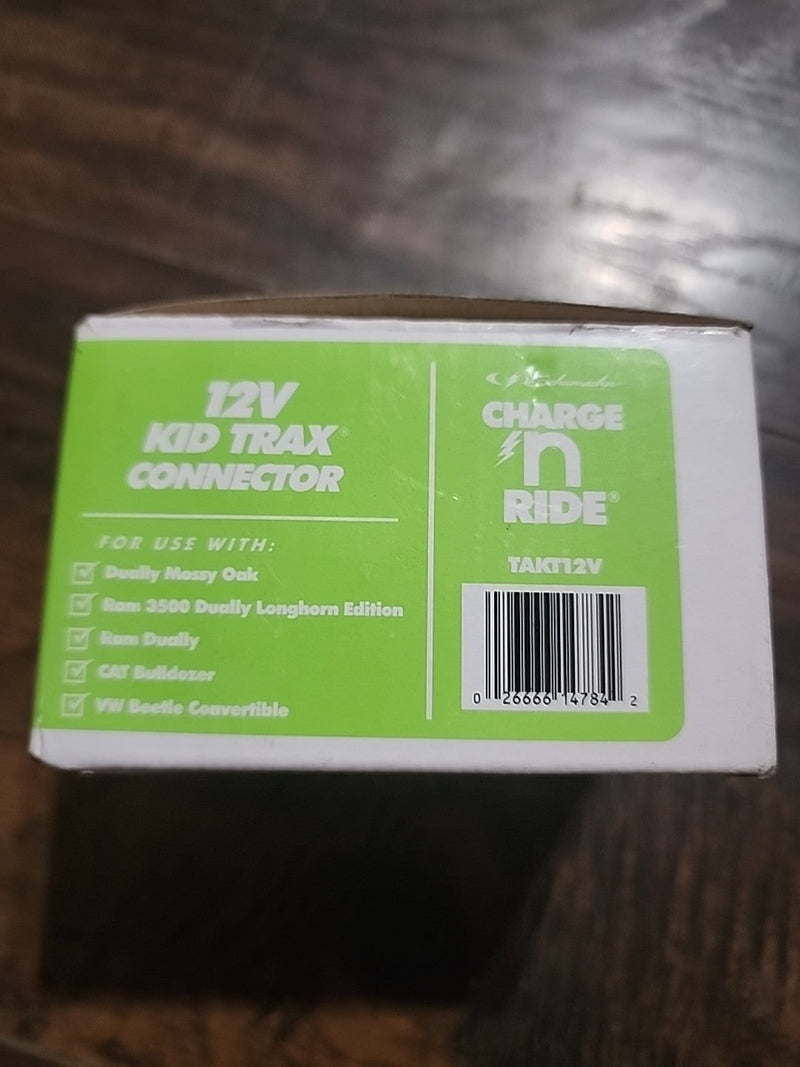 12V
KID TRAX®
CONNECTOR
FOR USE WITH:
Dually Mossy Oak
Ram 3500 Dually Longhorn Edition
Ram Dually
CAT Bulldozer
VW Beetle Convertible
Schumacher
CHARGE
'n
RIDE®
TAKT12V
0 26666 14784 2